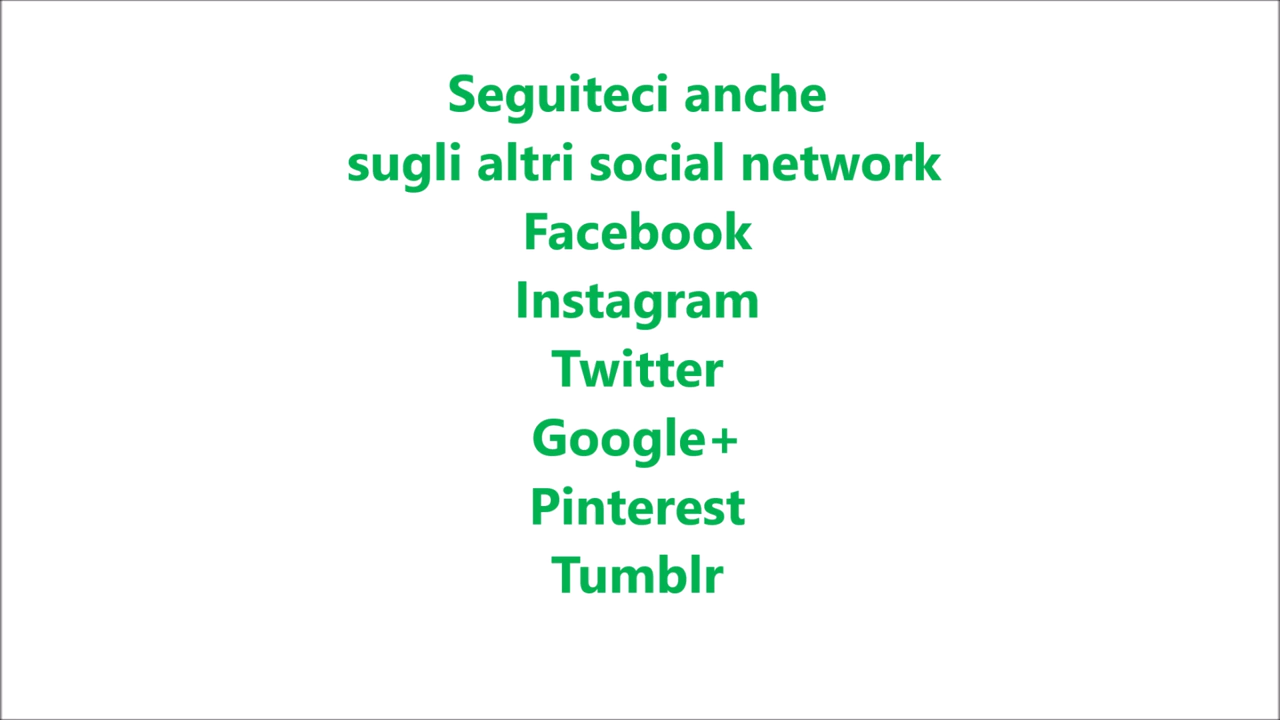 Seguiteci anche
sugli altri social network
Facebook
Instagram
Twitter
Google+
Pinterest
Tumblr